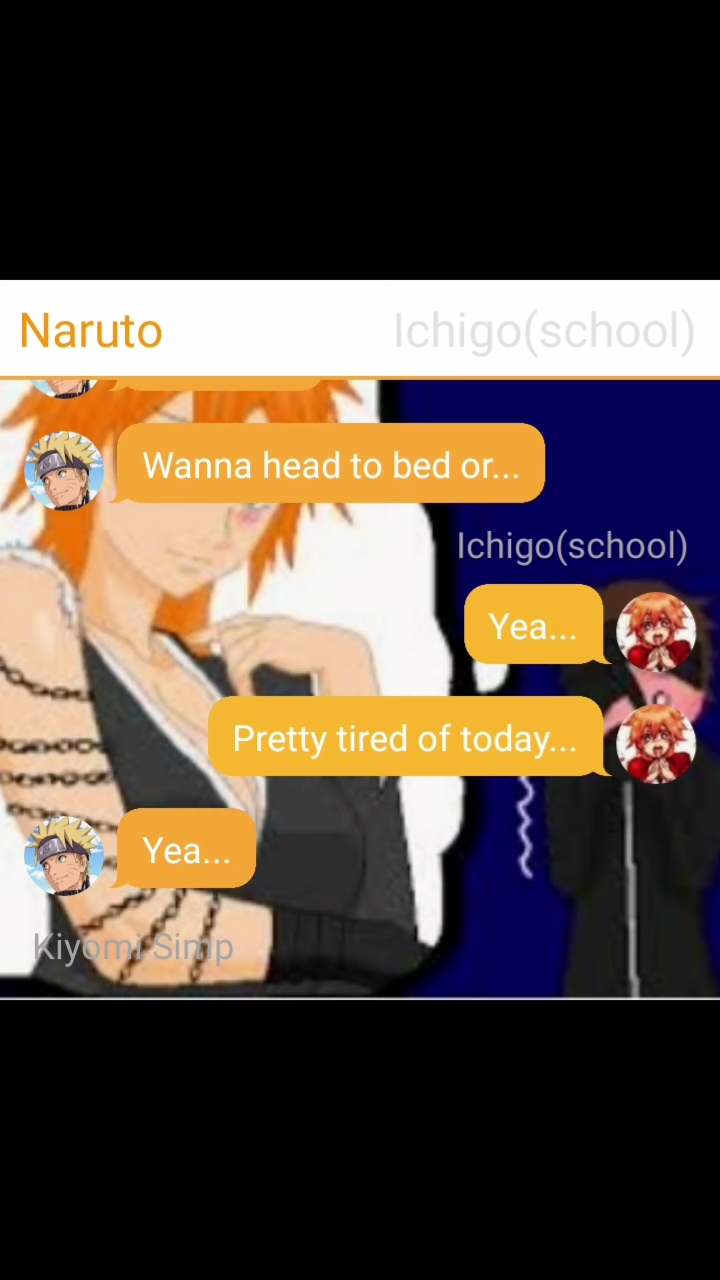 Naruto
Ichigo(school)
Wanna head to bed or...
Ichigo(school)
Yea...
Pretty tired of today...
Yea...
Kiyomi Simp